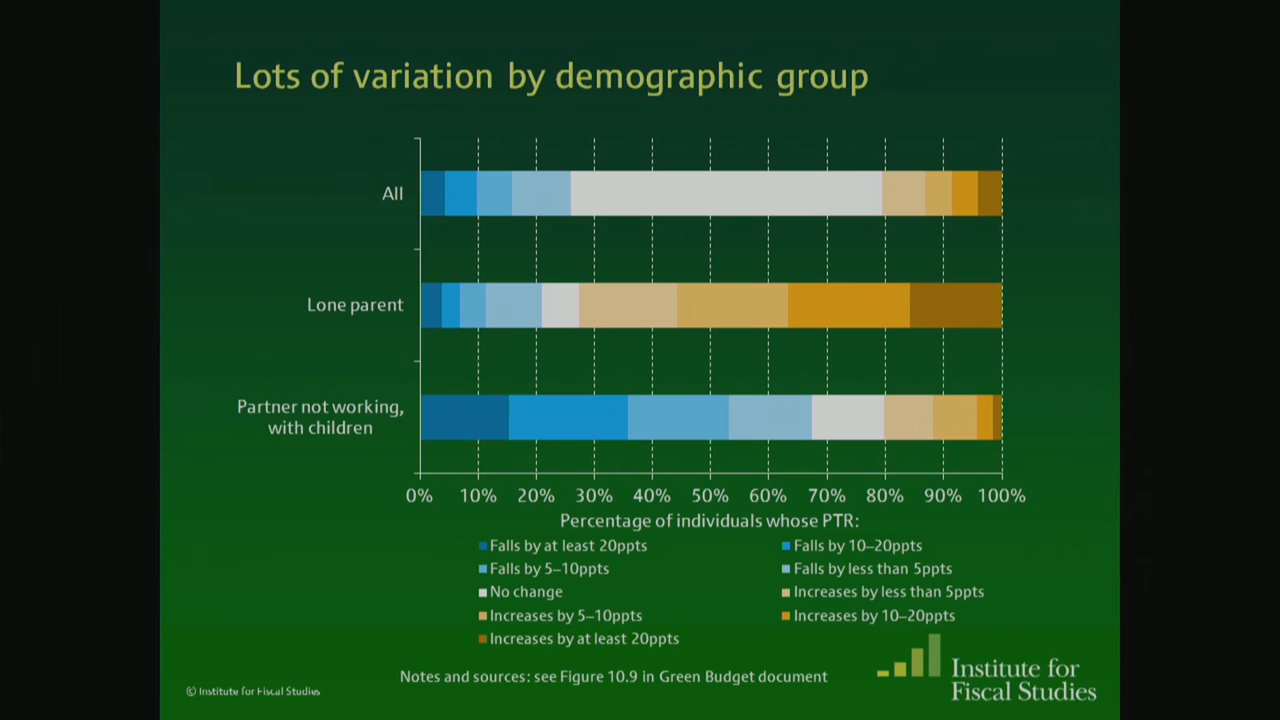 Lots of variation by demographic group
All
Lone parent
Partner not working,
with children
0% 10% 20% 30% 40% 50% 60% 70% 80% 90% 100%
Percentage of individuals whose PTR:
Falls by at least 20ppts
Falls by 10–20ppts
Falls by 5–10ppts
Falls by less than 5ppts
No change
Increases by less than 5ppts
Increases by 5–10ppts
Increases by 10–20ppts
Increases by at least 20ppts
Notes and sources: see Figure 10.9 in Green Budget document
© Institute for Fiscal Studies
Institute for
Fiscal Studies